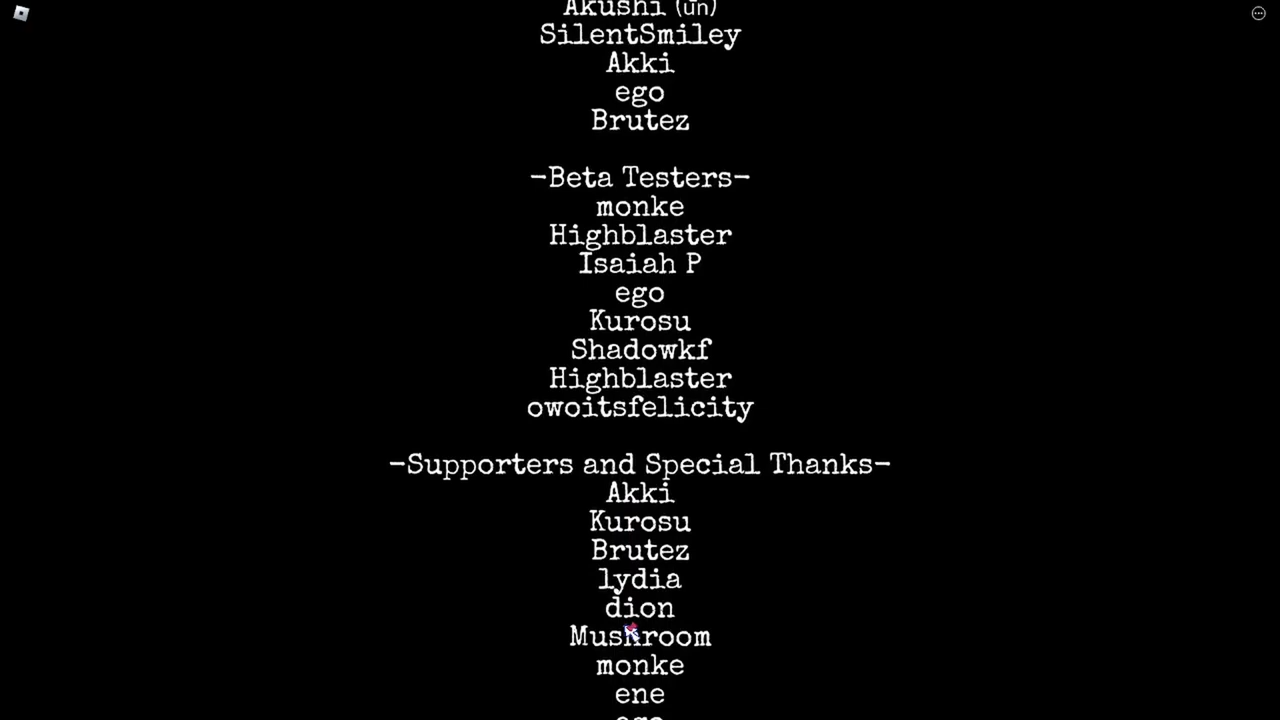 Akushi (un)
SilentSmiley
Akki
ego
Brutez
-Beta Testers-
monke
Highblaster
Isaiah P
ego
Kurosu
Shadowkf
Highblaster
owoitsfelicity
-Supporters and Special Thanks-
Akki
Kurosu
Brutez
lydia
dion
Mushroom
monke
ene
ego